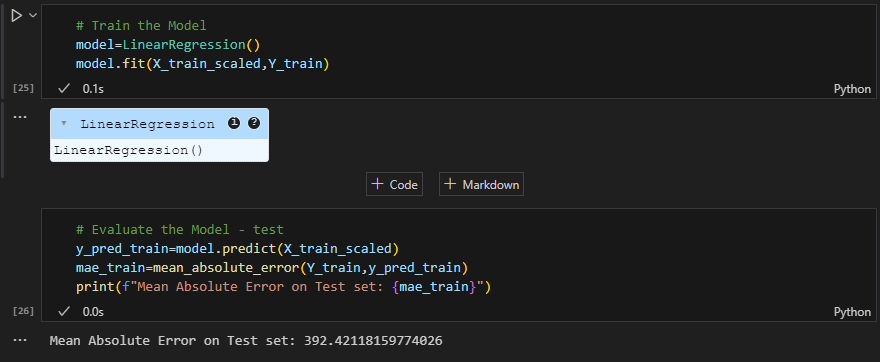 # Train the Model
model=LinearRegression()
model.fit(X_train_scaled,Y_train)
[25]
0.1s
Python
LinearRegression i ?
LinearRegression()
+ Code + Markdown
# Evaluate the Model - test
y_pred_train=model.predict(X_train_scaled)
mae_train=mean_absolute_error(Y_train,y_pred_train)
print(f"Mean Absolute Error on Test set: {mae_train}")
[26]
0.0s
Python
... Mean Absolute Error on Test set: 392.42118159774026